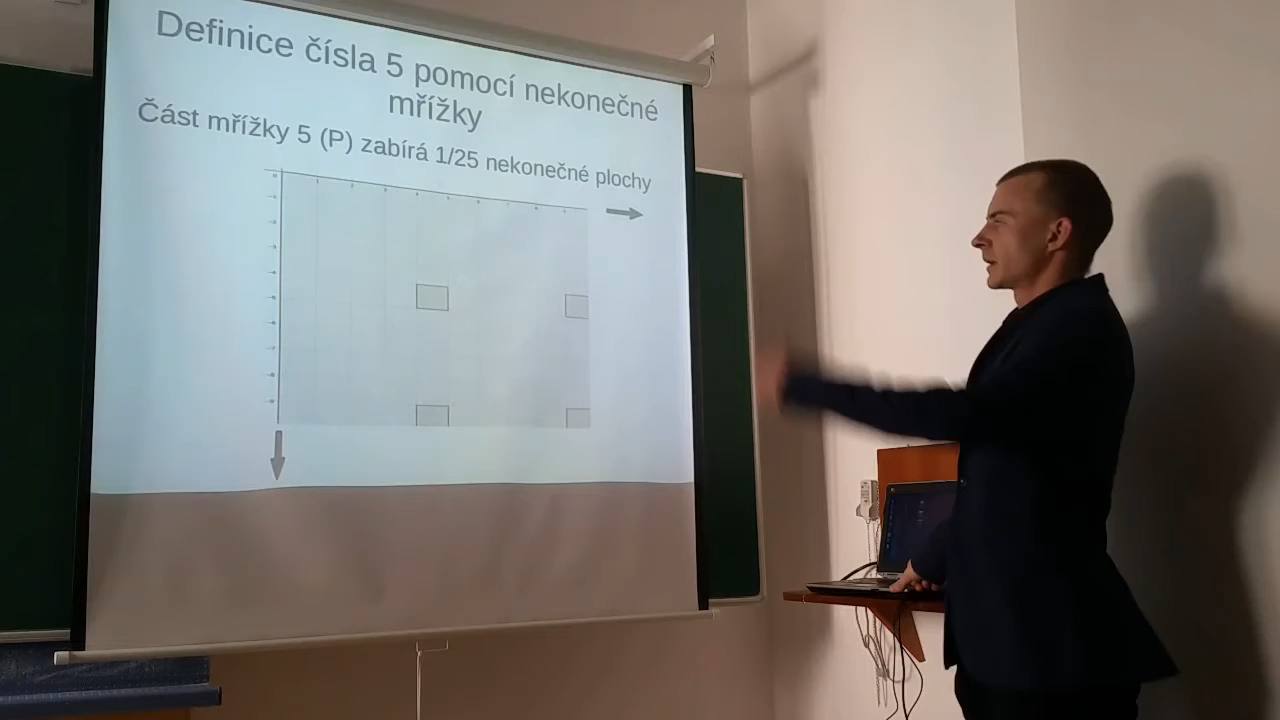 Definice čísla 5 pomocí nekonečné
mřížky
Část mřížky 5 (P) zabírá 1/25 nekonečné plochy